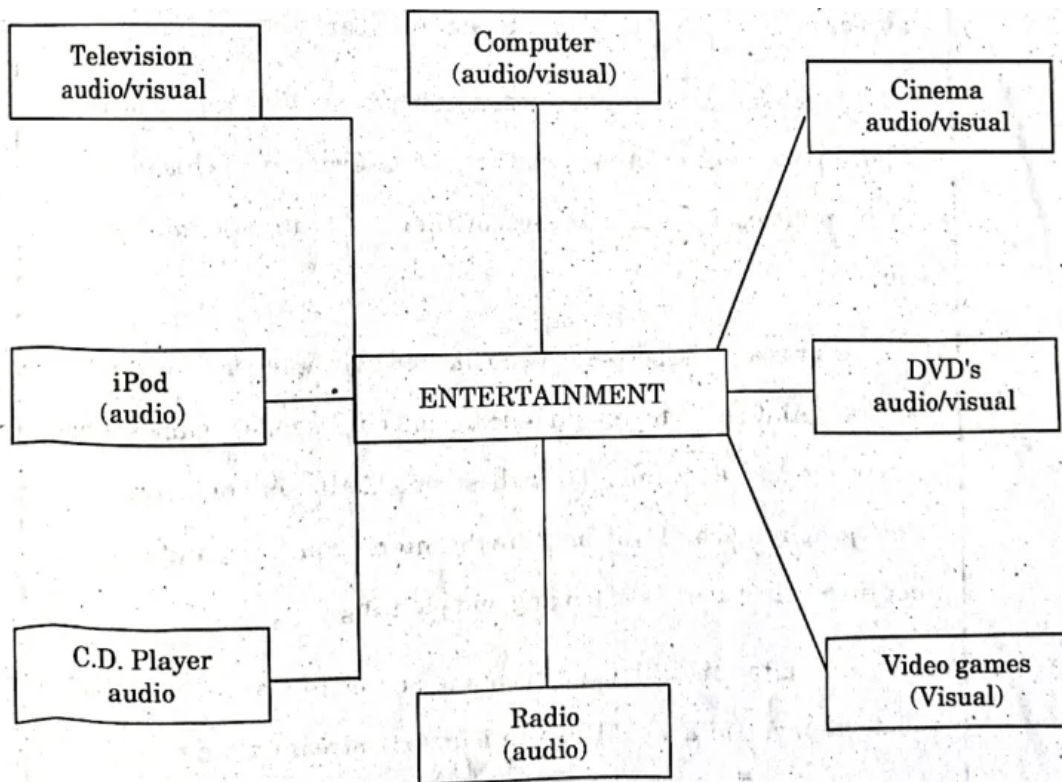 Television
audio/visual
Computer
(audio/visual)
Cinema
audio/visual
iPod
(audio)
ENTERTAINMENT
DVD's
audio/visual
C.D. Player
audio
Radio
(audio)
Video games
(Visual)